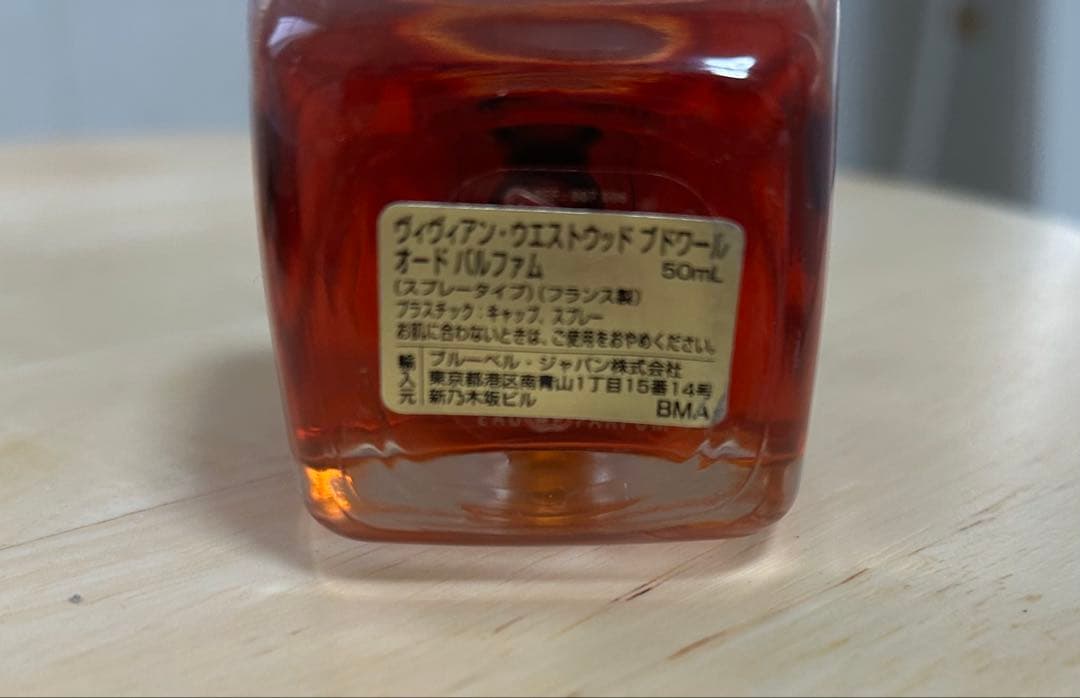 ヴィヴィアン・ウエストウッド ブドワール
オード パルファム 50mL
(スプレータイプ)(フランス製)
プラスチック:キャップ、スプレー
お肌に合わないときは、ご使用をおやめください。
輸入元 ブルーベル・ジャパン株式会社
東京都港区南青山1丁目15番14号
新乃木坂ビル BMA
EAU DE PARFUM